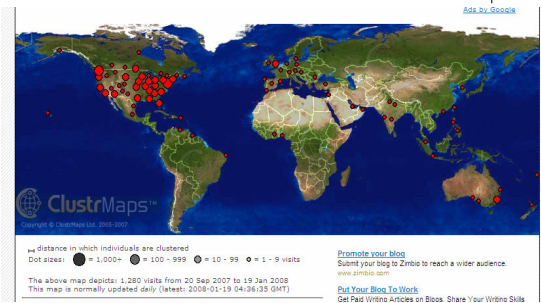 Ads by Google
ClustrMaps™
Copyright © ClustrMaps Ltd. 2005-2007
distance in which individuals are clustered
Dot sizes: = 1,000+ = 100 - 999 = 10 - 99 = 1 - 9 visits
The above map depicts: 1,280 visits from 20 Sep 2007 to 19 Jan 2008
This map is normally updated daily (latest: 2008-01-19 04:36:35 GMT)
Promote your blog
Submit your blog to Zimbio to reach a wider audience.
www.zimbio.com
Put Your Blog To Work
Get Paid Writing Articles on Blogs. Share Your Writing Skills